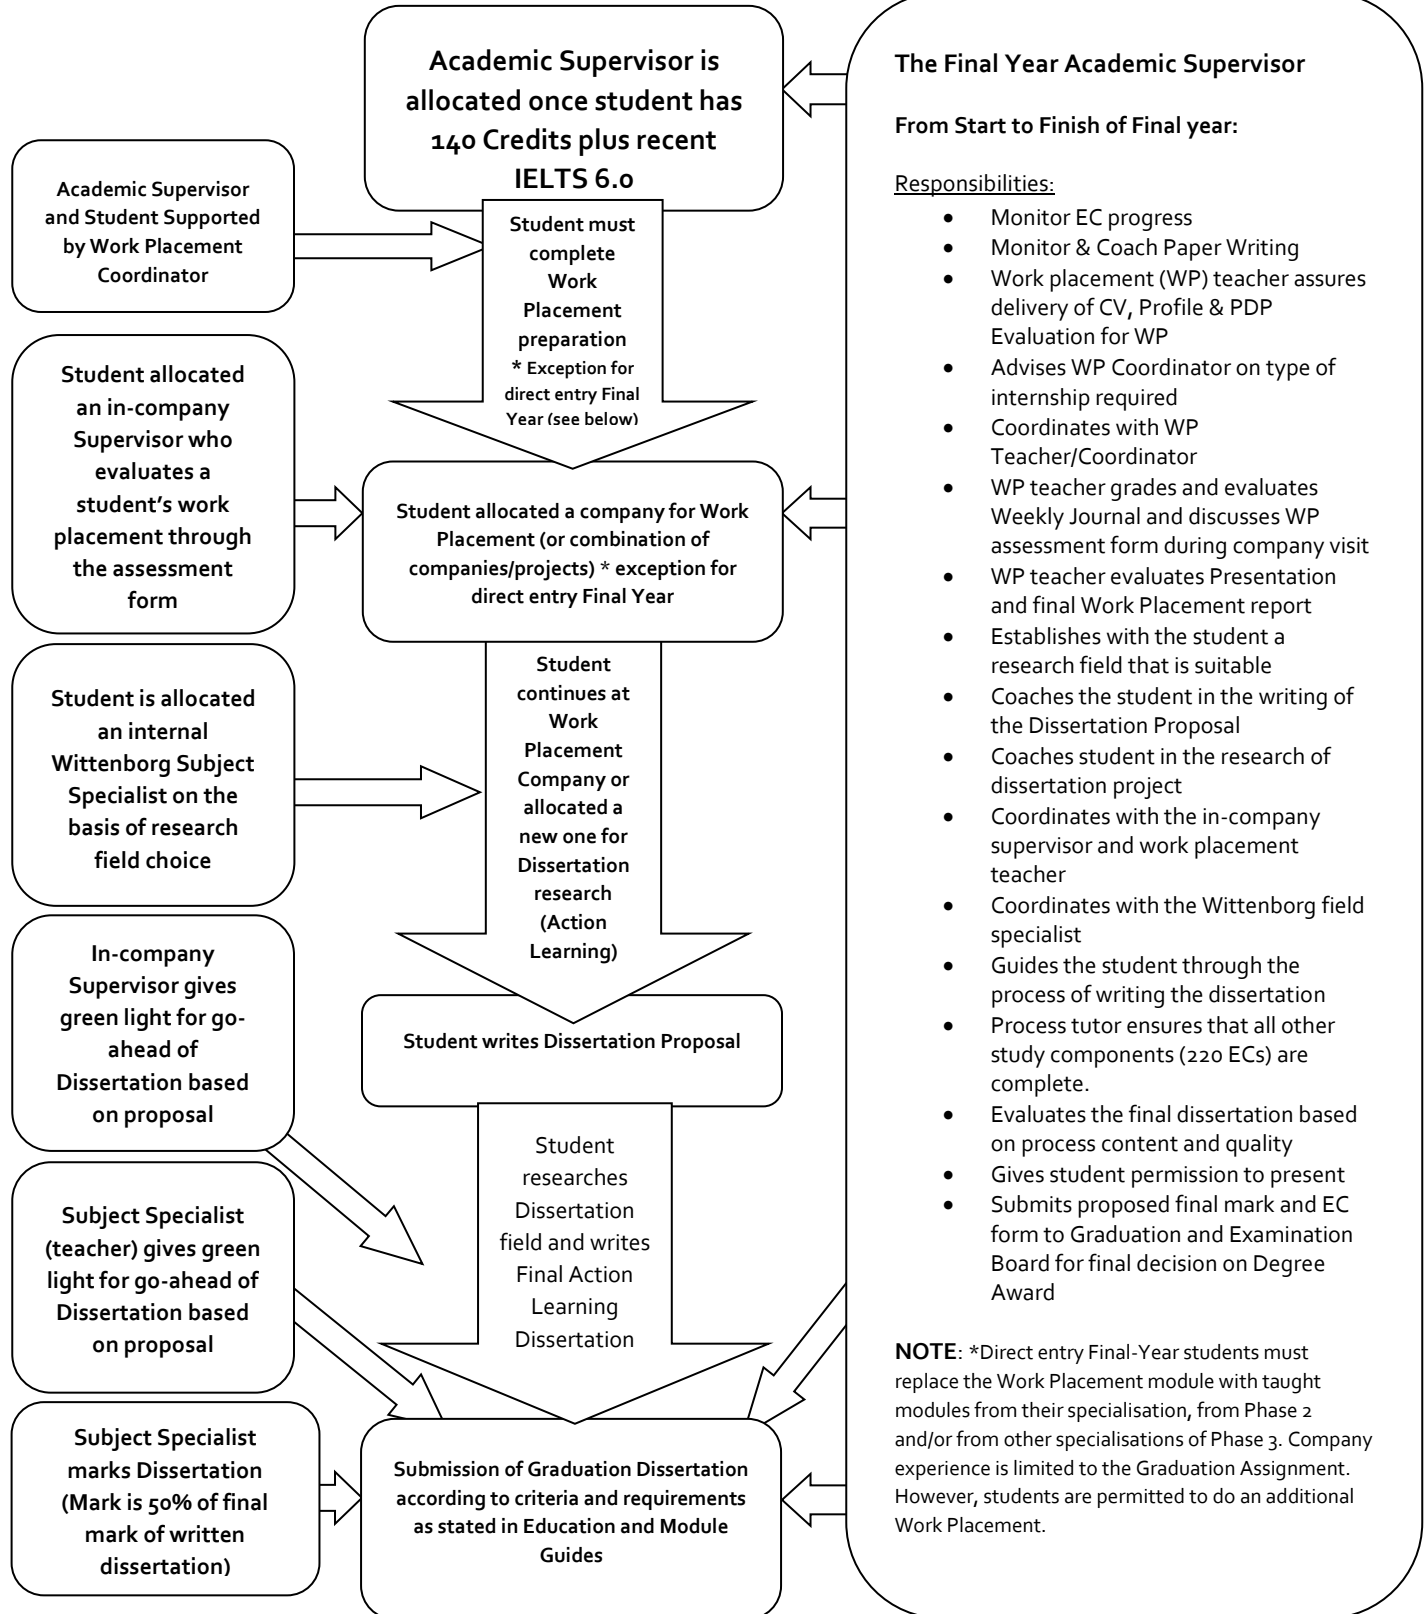 Academic Supervisor is
allocated once student has
140 Credits plus recent
IELTS 6.0
Academic Supervisor
and Student Supported
by Work Placement
Coordinator
Student must
complete
Work
Placement
preparation
* Exception for
direct entry Final
Year (see below)
Student allocated
an in-company
Supervisor who
evaluates a
student’s work
placement through
the assessment
form
Student allocated a company for Work
Placement (or combination of
companies/projects) * exception for
direct entry Final Year
Student is allocated
an internal
Wittenborg Subject
Specialist on the
basis of research
field choice
Student
continues at
Work
Placement
Company or
allocated a
new one for
Dissertation
research
(Action
Learning)
In-company
Supervisor gives
green light for go-
ahead of
Dissertation based
on proposal
Student writes Dissertation Proposal
Subject Specialist
(teacher) gives green
light for go-ahead of
Dissertation based
on proposal
Student
researches
Dissertation
field and writes
Final Action
Learning
Dissertation
Subject Specialist
marks Dissertation
(Mark is 50% of final
mark of written
dissertation)
Submission of Graduation Dissertation
according to criteria and requirements
as stated in Education and Module
Guides
The Final Year Academic Supervisor
From Start to Finish of Final year:
Responsibilities:
• Monitor EC progress
• Monitor & Coach Paper Writing
• Work placement (WP) teacher assures
delivery of CV, Profile & PDP
Evaluation for WP
• Advises WP Coordinator on type of
internship required
• Coordinates with WP
Teacher/Coordinator
• WP teacher grades and evaluates
Weekly Journal and discusses WP
assessment form during company visit
• WP teacher evaluates Presentation
and final Work Placement report
• Establishes with the student a
research field that is suitable
• Coaches the student in the writing of
the Dissertation Proposal
• Coaches student in the research of
dissertation project
• Coordinates with the in-company
supervisor and work placement
teacher
• Coordinates with the Wittenborg field
specialist
• Guides the student through the
process of writing the dissertation
• Process tutor ensures that all other
study components (220 ECs) are
complete.
• Evaluates the final dissertation based
on process content and quality
• Gives student permission to present
• Submits proposed final mark and EC
form to Graduation and Examination
Board for final decision on Degree
Award
NOTE: *Direct entry Final-Year students must
replace the Work Placement module with taught
modules from their specialisation, from Phase 2
and/or from other specialisations of Phase 3. Company
experience is limited to the Graduation Assignment.
However, students are permitted to do an additional
Work Placement.